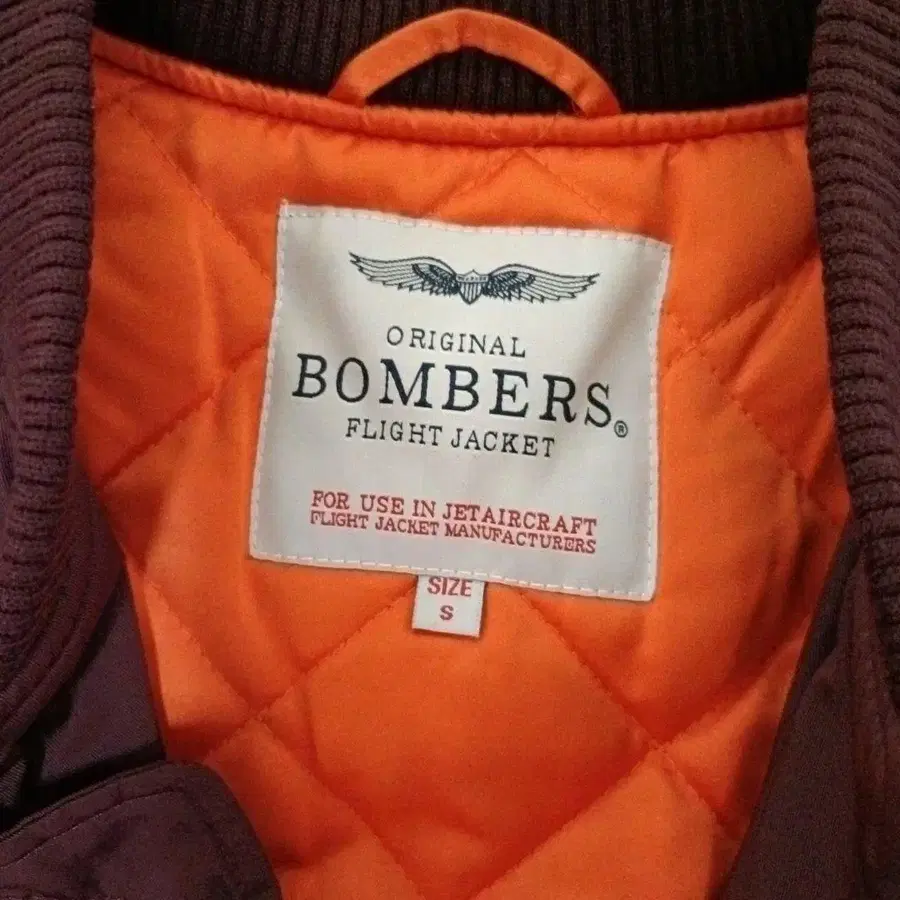 ORIGINAL
BOMBERS®
FLIGHT JACKET
FOR USE IN JETAIRCRAFT
FLIGHT JACKET MANUFACTURERS
SIZE
S